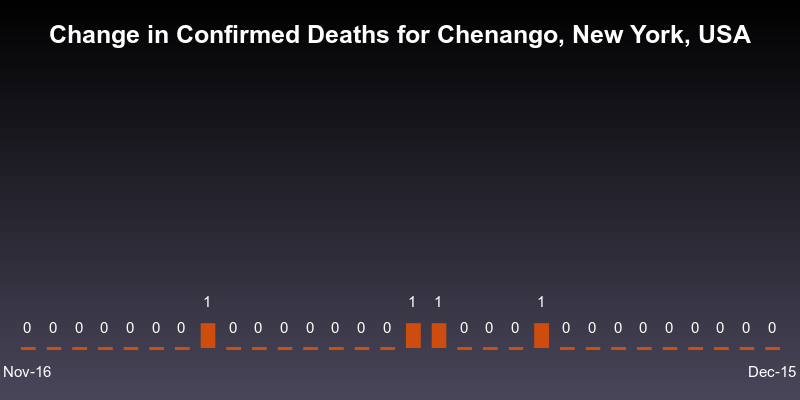 Change in Confirmed Deaths for Chenango, New York, USA
1 1 1 1
0 0 0 0 0 0 0 0 0 0 0 0 0 0 0 0 0 0 0 0 0 0 0 0 0 0
Nov-16 Dec-15